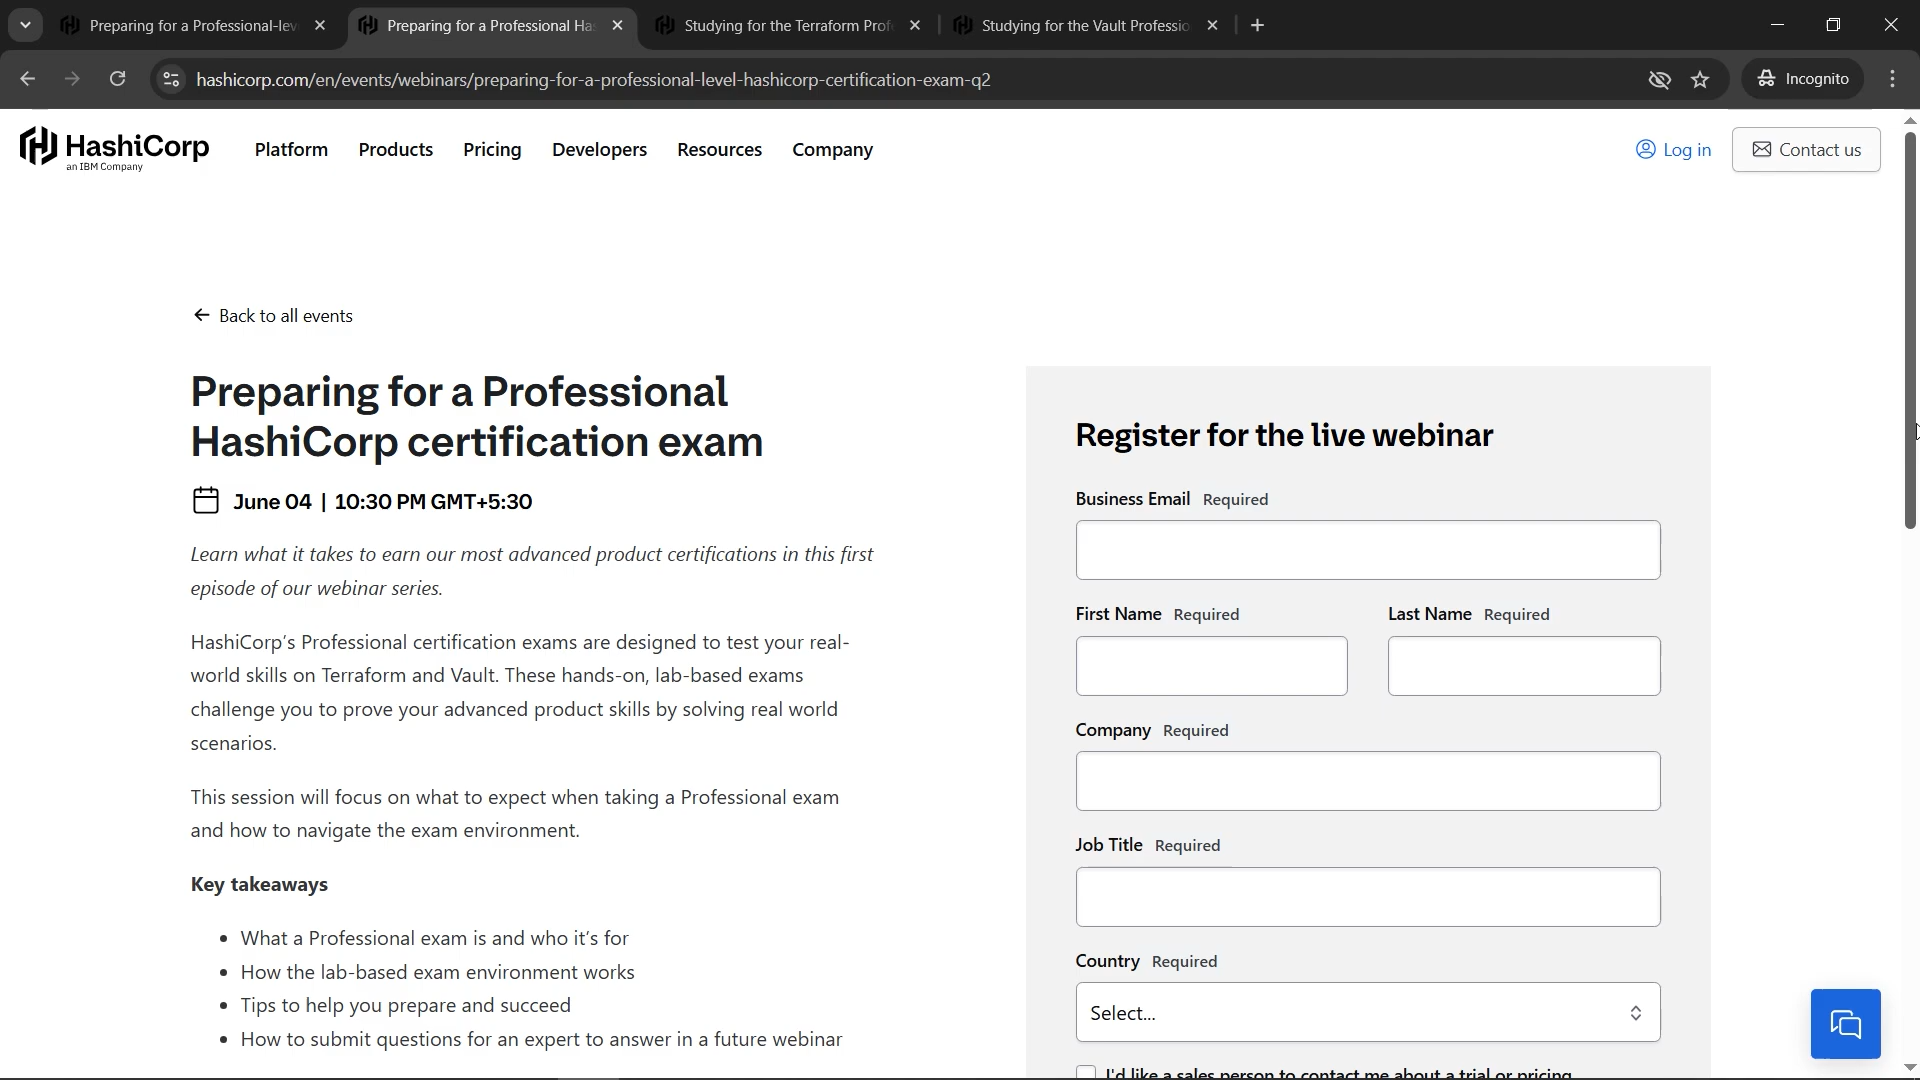 Preparing for a Professional-lev
Preparing for a Professional Ha
Studying for the Terraform Prof
Studying for the Vault Professio
hashicorp.com/en/events/webinars/preparing-for-a-professional-level-hashicorp-certification-exam-q2
Incognito
HashiCorp
an IBM Company
Platform
Products
Pricing
Developers
Resources
Company
Log in
Contact us
Back to all events
Preparing for a Professional
HashiCorp certification exam
June 04 | 10:30 PM GMT+5:30
Learn what it takes to earn our most advanced product certifications in this first
episode of our webinar series.
HashiCorp's Professional certification exams are designed to test your real-
world skills on Terraform and Vault. These hands-on, lab-based exams
challenge you to prove your advanced product skills by solving real world
scenarios.
This session will focus on what to expect when taking a Professional exam
and how to navigate the exam environment.
Key takeaways
• What a Professional exam is and who it's for
• How the lab-based exam environment works
• Tips to help you prepare and succeed
• How to submit questions for an expert to answer in a future webinar
Register for the live webinar
Business Email Required
First Name Required
Last Name Required
Company Required
Job Title Required
Country Required
Select...
I'd like a sales person to contact me about a trial or pricing